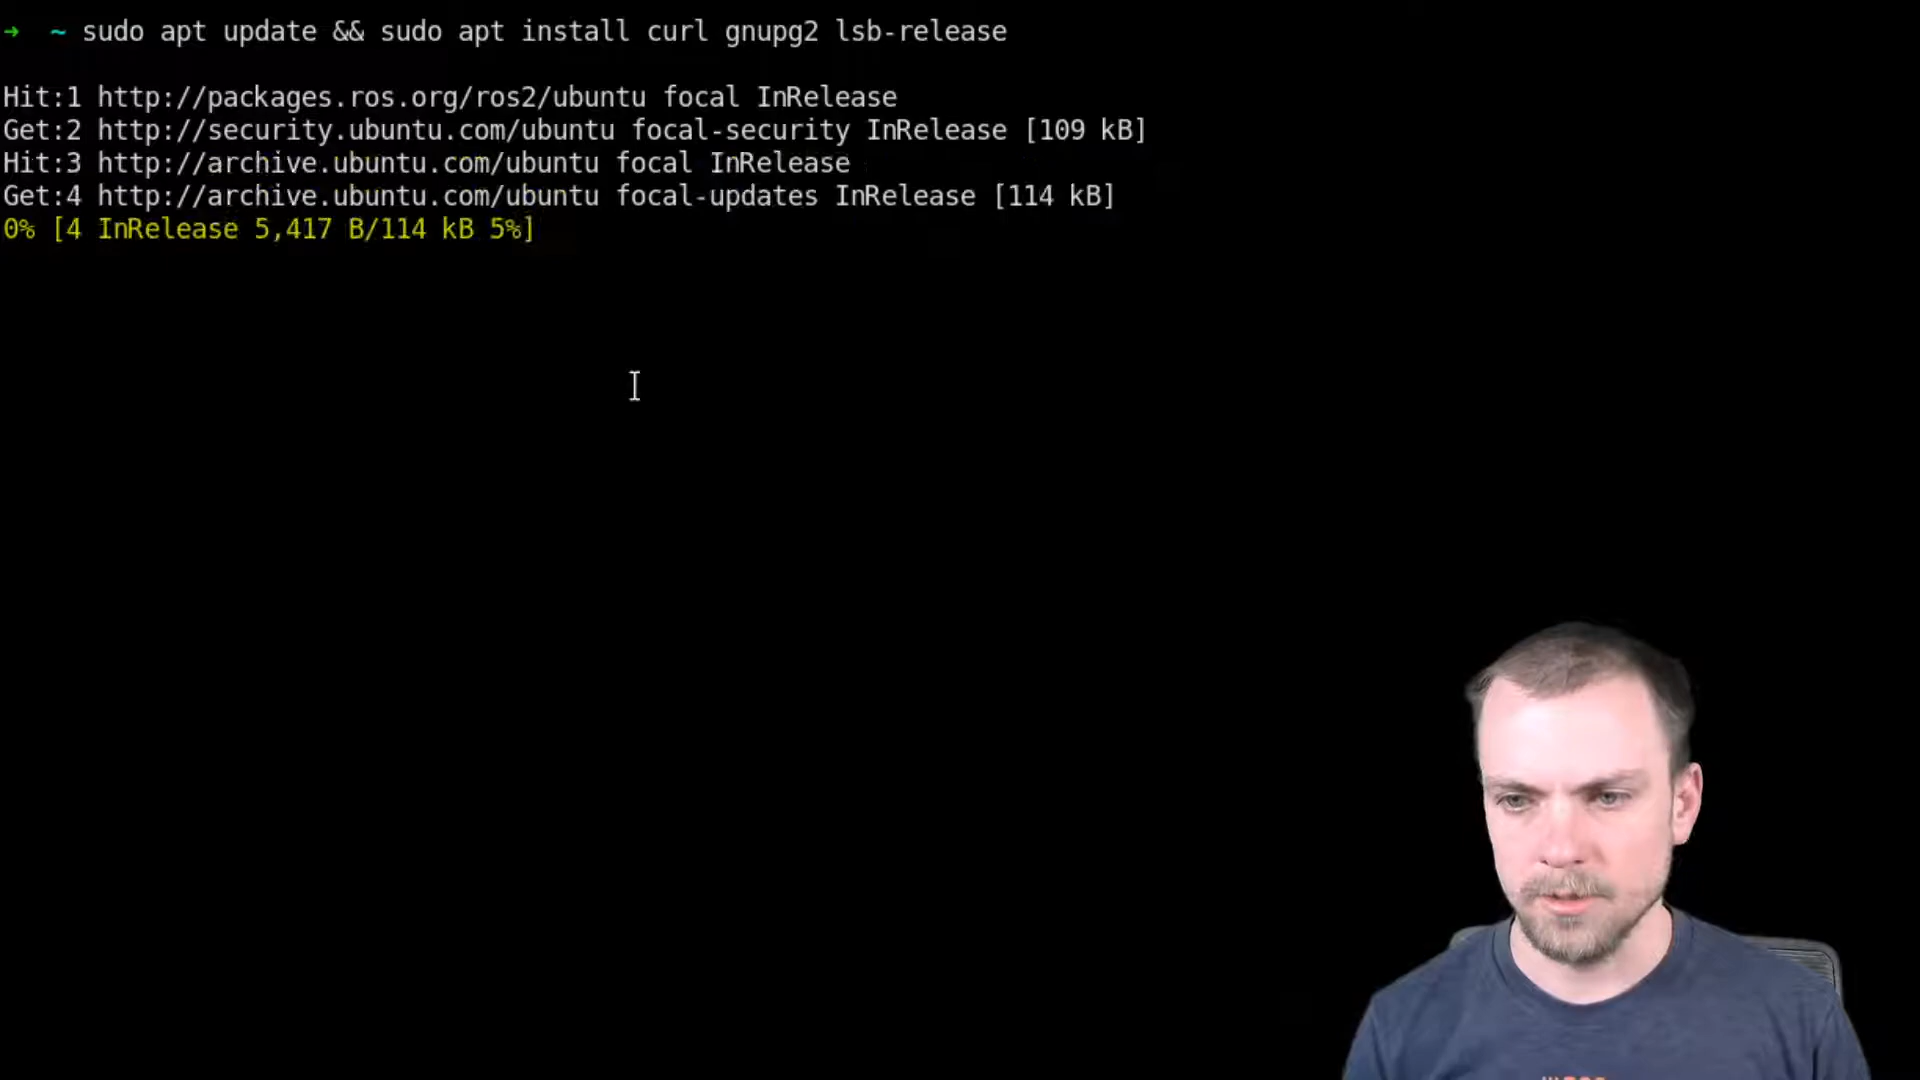 ➜ ~ sudo apt update && sudo apt install curl gnupg2 lsb-release
Hit:1 http://packages.ros.org/ros2/ubuntu focal InRelease
Get:2 http://security.ubuntu.com/ubuntu focal-security InRelease [109 kB]
Hit:3 http://archive.ubuntu.com/ubuntu focal InRelease
Get:4 http://archive.ubuntu.com/ubuntu focal-updates InRelease [114 kB]
0% [4 InRelease 5,417 B/114 kB 5%]